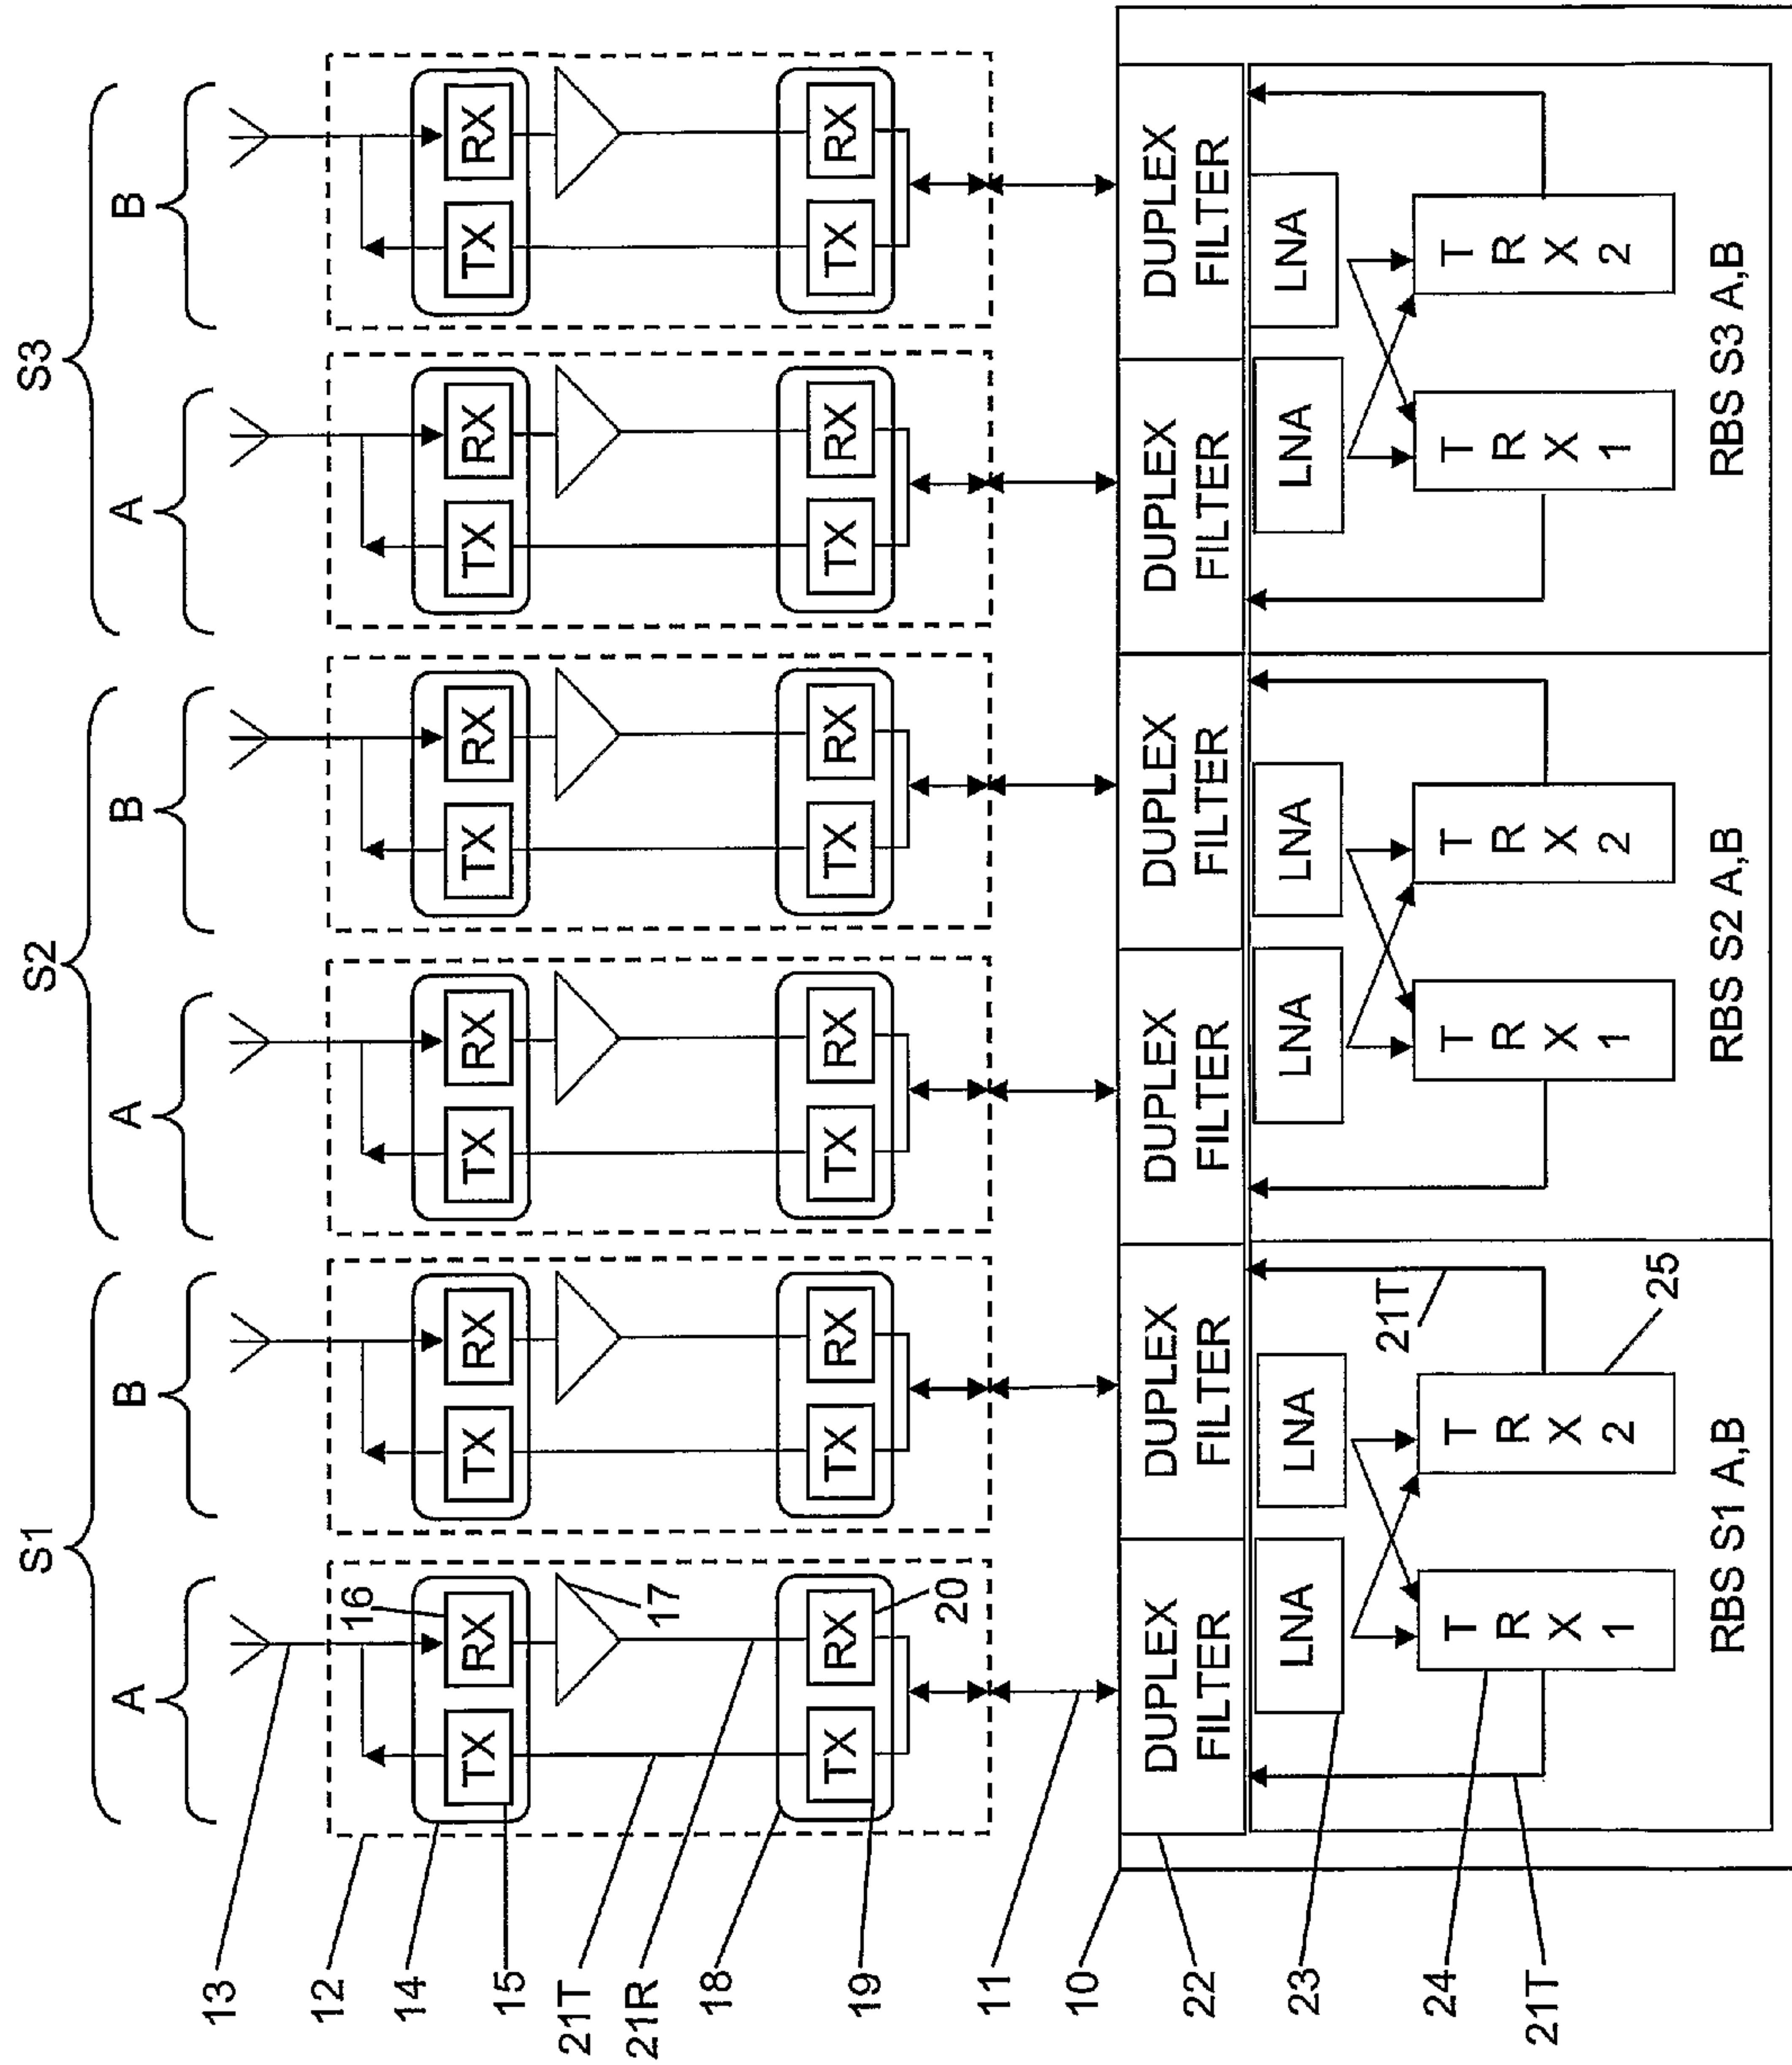 S1 S2 S3
A B A B A B
13
12
16
14 TX RX TX RX TX RX TX RX TX RX TX RX
15
17
21T
21R
18
TX RX TX RX TX RX TX RX TX RX TX RX
19
20
11
10
DUPLEX FILTER
DUPLEX FILTER
DUPLEX FILTER
DUPLEX FILTER
DUPLEX FILTER
DUPLEX FILTER
22
LNA LNA LNA LNA LNA LNA
23
21T
TRX1 TRX2 TRX1 TRX2 TRX1 TRX2
24
25
21T
RBS S1 A,B
RBS S2 A,B
RBS S3 A,B